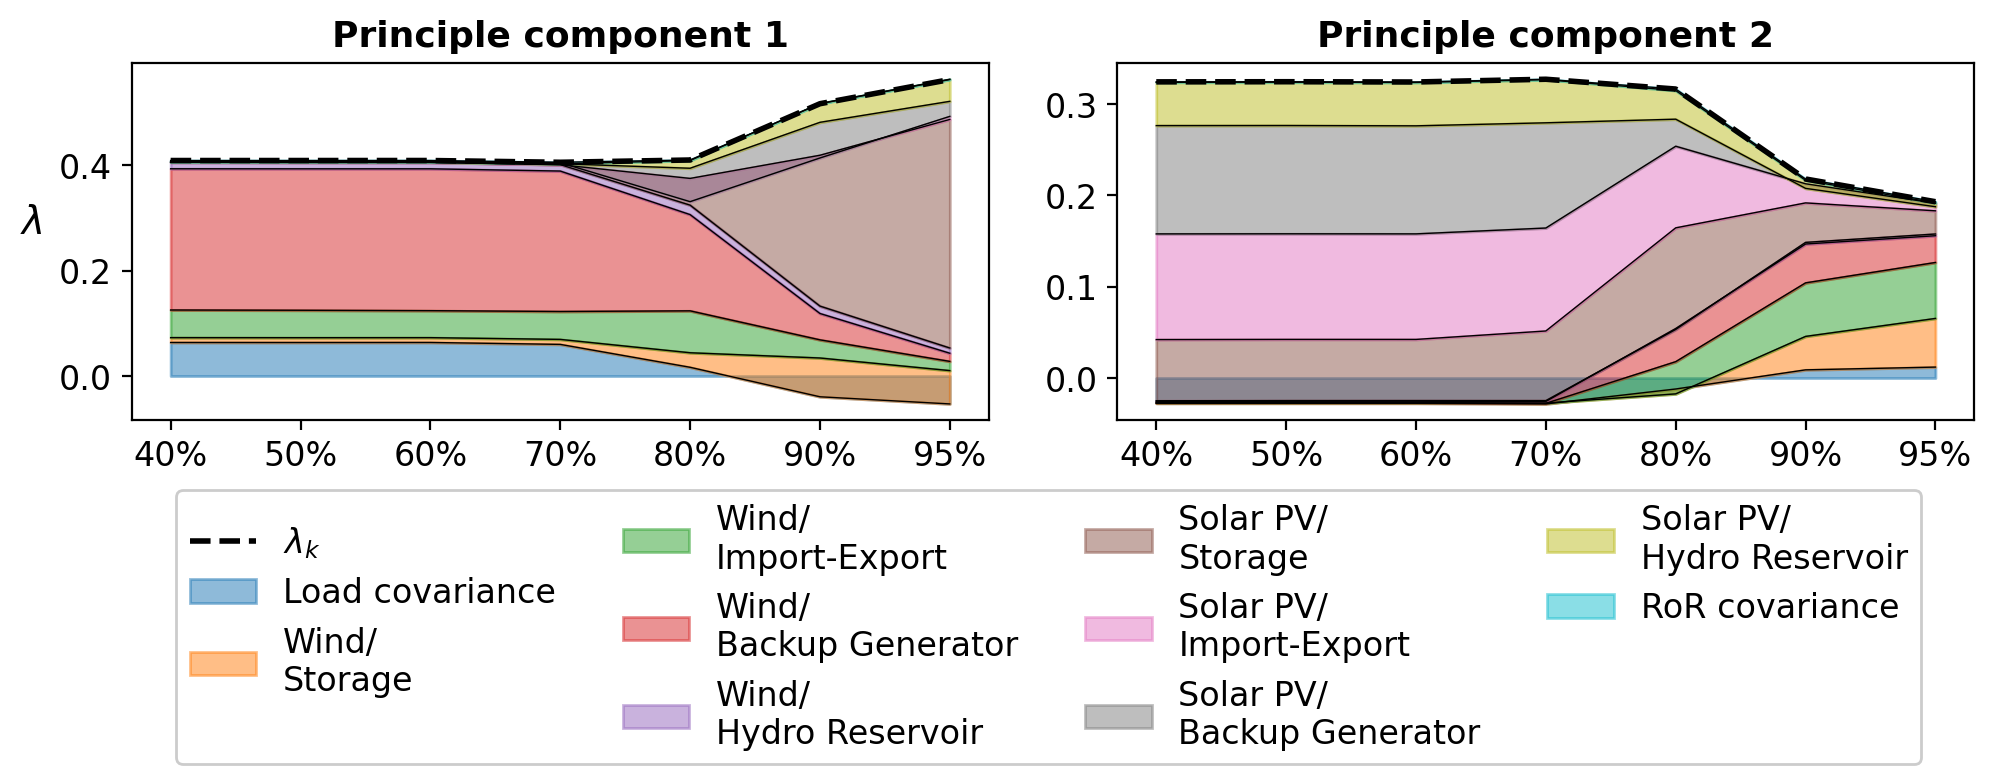 Principle component 1
Principle component 2
λ
0.4
0.2
0.0
40% 50% 60% 70% 80% 90% 95%
0.3
0.2
0.1
0.0
40% 50% 60% 70% 80% 90% 95%
λk
Load covariance
Wind/
Storage
Wind/
Import-Export
Wind/
Backup Generator
Wind/
Hydro Reservoir
Solar PV/
Storage
Solar PV/
Import-Export
Solar PV/
Backup Generator
Solar PV/
Hydro Reservoir
RoR covariance